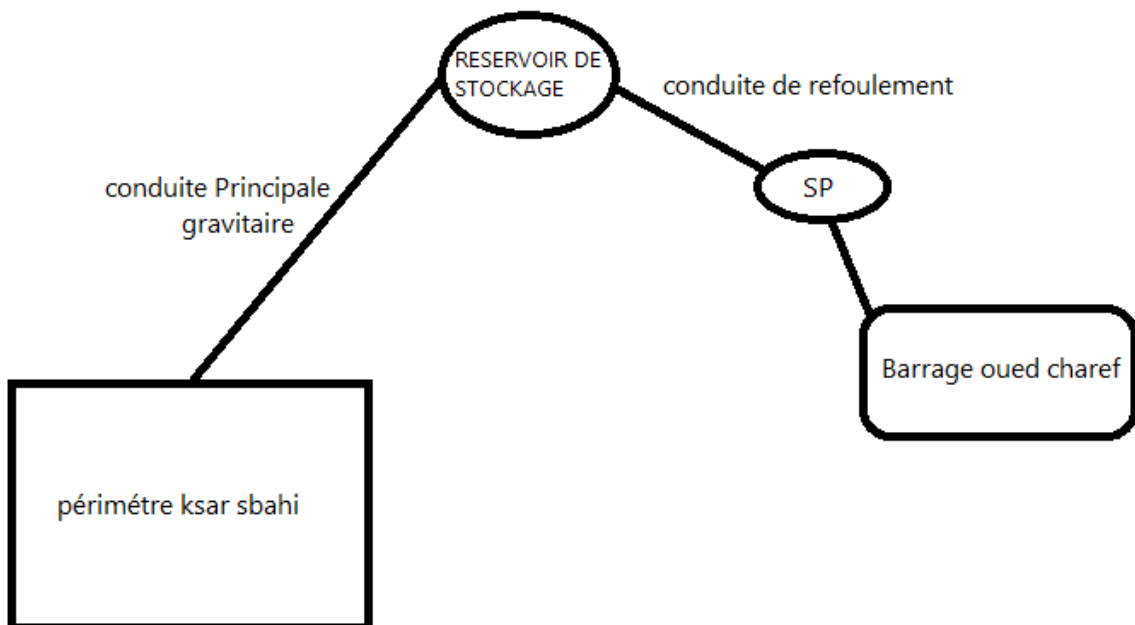 RESERVOIR DE
STOCKAGE
conduite de refoulement
conduite Principale
gravitaire
SP
Barrage oued charef
périmétre ksar sbahi